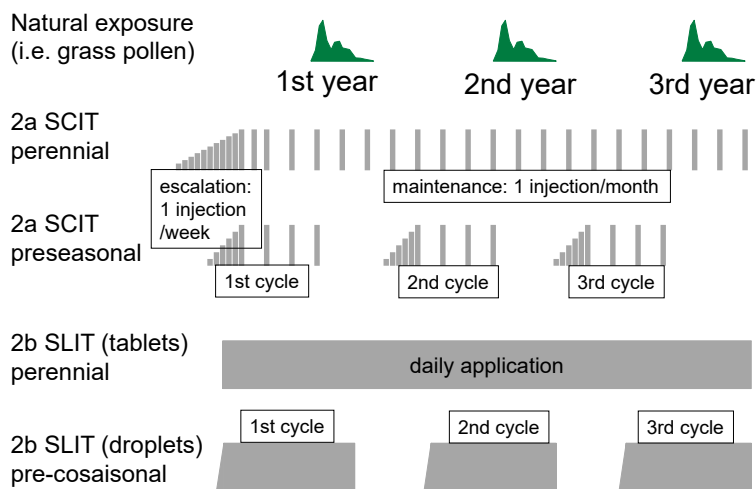 Natural exposure
(i.e. grass pollen)
1st year
2nd year
3rd year
2a SCIT
perennial
escalation:
1 injection
/week
maintenance: 1 injection/month
2a SCIT
preseasonal
1st cycle
2nd cycle
3rd cycle
2b SLIT (tablets)
perennial
daily application
1st cycle
2nd cycle
3rd cycle
2b SLIT (droplets)
pre-cosaisonal